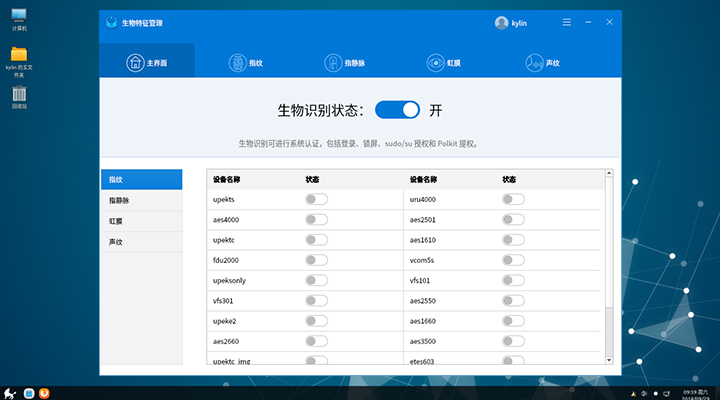 计算机
kylin 的主文
件夹
回收站
生物特征管理
kylin
主界面
指纹
指静脉
虹膜
声纹
生物识别状态：
开
生物识别可进行系统认证，包括登录、锁屏、sudo/su 授权和 Polkit 提权。
指纹
指静脉
虹膜
声纹
设备名称 状态 设备名称 状态
upekts uru4000
aes4000 aes2501
upektc aes1610
fdu2000 vcom5s
upeksonly vfs101
vfs301 aes2550
upeke2 aes1660
aes2660 aes3500
upektc_img etes603
09:59 周六
2018/09/29